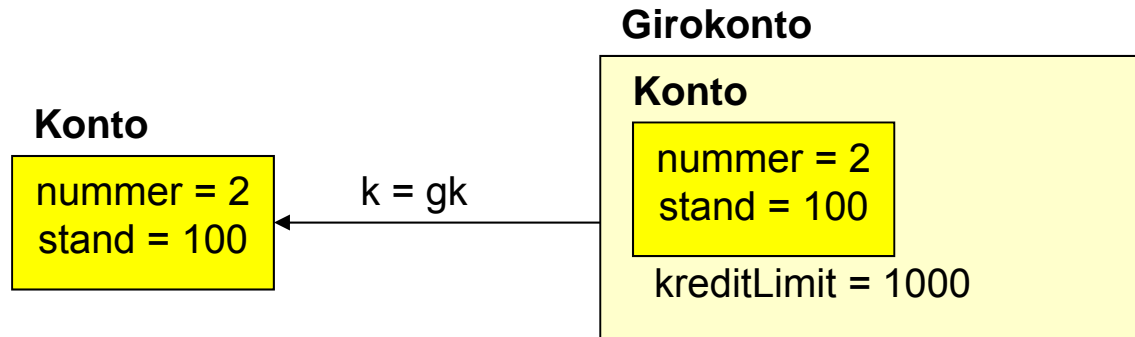 Girokonto
Konto
nummer = 2
stand = 100
kreditLimit = 1000
k = gk
Konto
nummer = 2
stand = 100